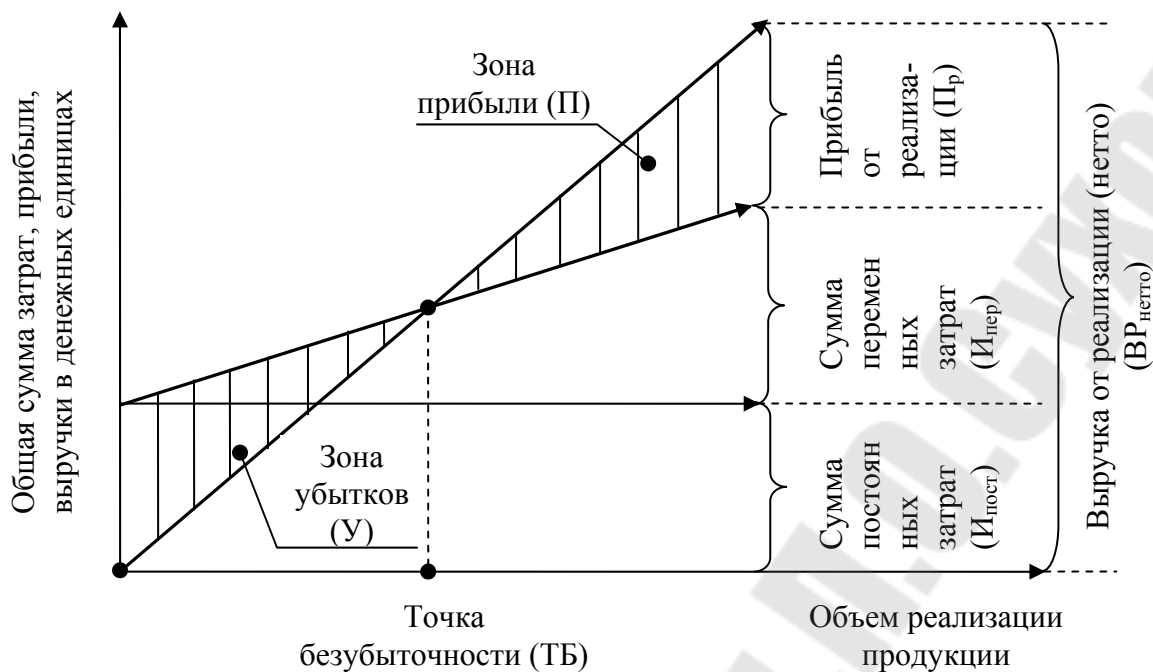 Общая сумма затрат, прибыли,
выручки в денежных единицах
Зона
прибыли (П)
Зона
убытков
(У)
Прибыль
от
реализа-
ции (Пр)
Сумма
перемен
ных
затрат
(Ипер)
Сумма
постоян
ных
затрат
(Ипост)
Выручка от реализации (нетто)
(ВРнетто)
Точка
безубыточности (ТБ)
Объем реализации
продукции